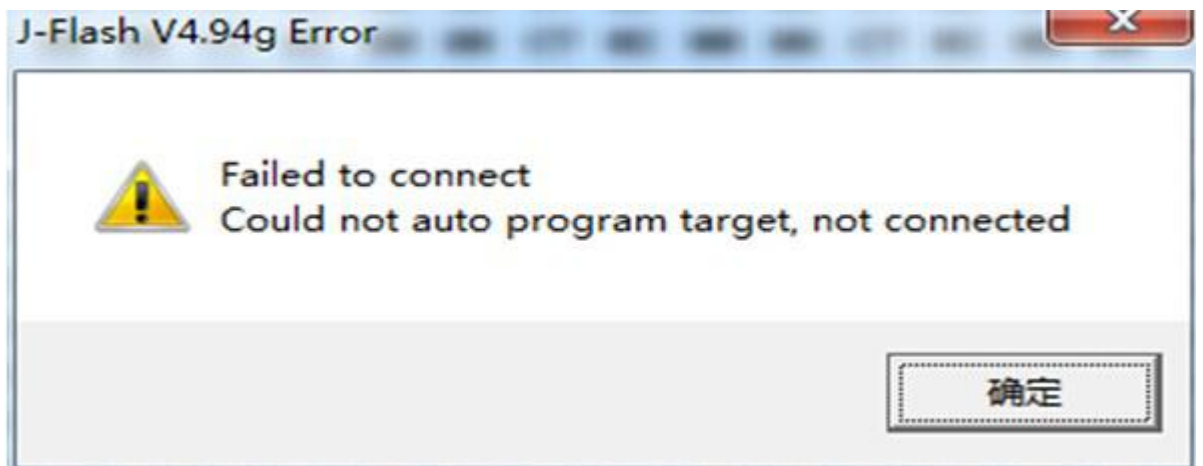 J-Flash V4.94g Error
Failed to connect
Could not auto program target, not connected
确定